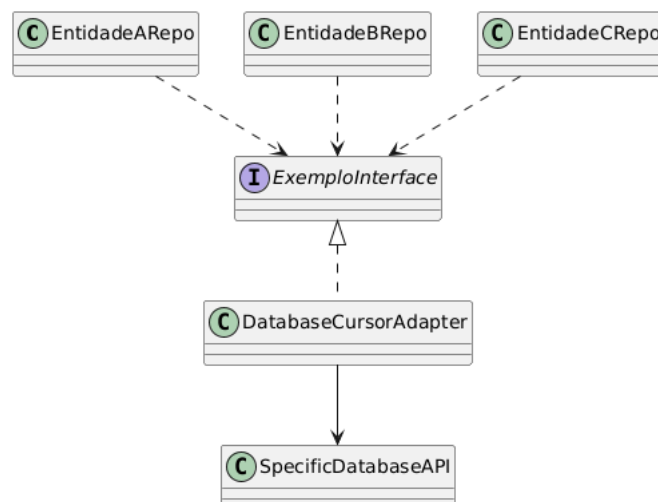 C EntidadeARepo
C EntidadeBRepo
C EntidadeCRepo
I ExemploInterface
C DatabaseCursorAdapter
C SpecificDatabaseAPI